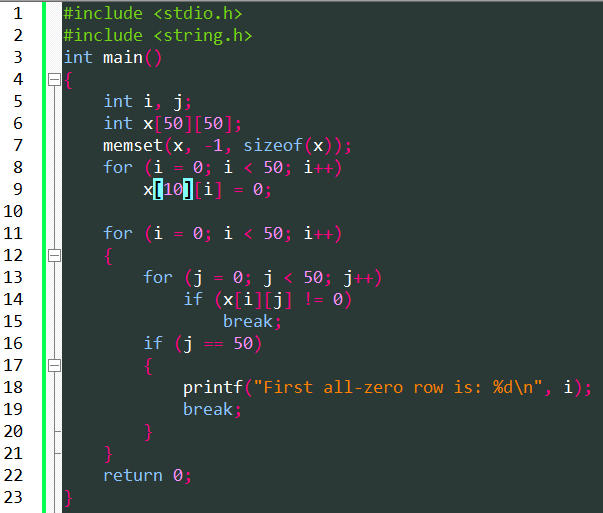 1 #include <stdio.h>
2 #include <string.h>
3 int main()
4 {
5     int i, j;
6     int x[50][50];
7     memset(x, -1, sizeof(x));
8     for (i = 0; i < 50; i++)
9         x[10][i] = 0;
10
11     for (i = 0; i < 50; i++)
12     {
13         for (j = 0; j < 50; j++)
14             if (x[i][j] != 0)
15                 break;
16         if (j == 50)
17         {
18             printf("First all-zero row is: %d\n", i);
19             break;
20         }
21     }
22     return 0;
23 }